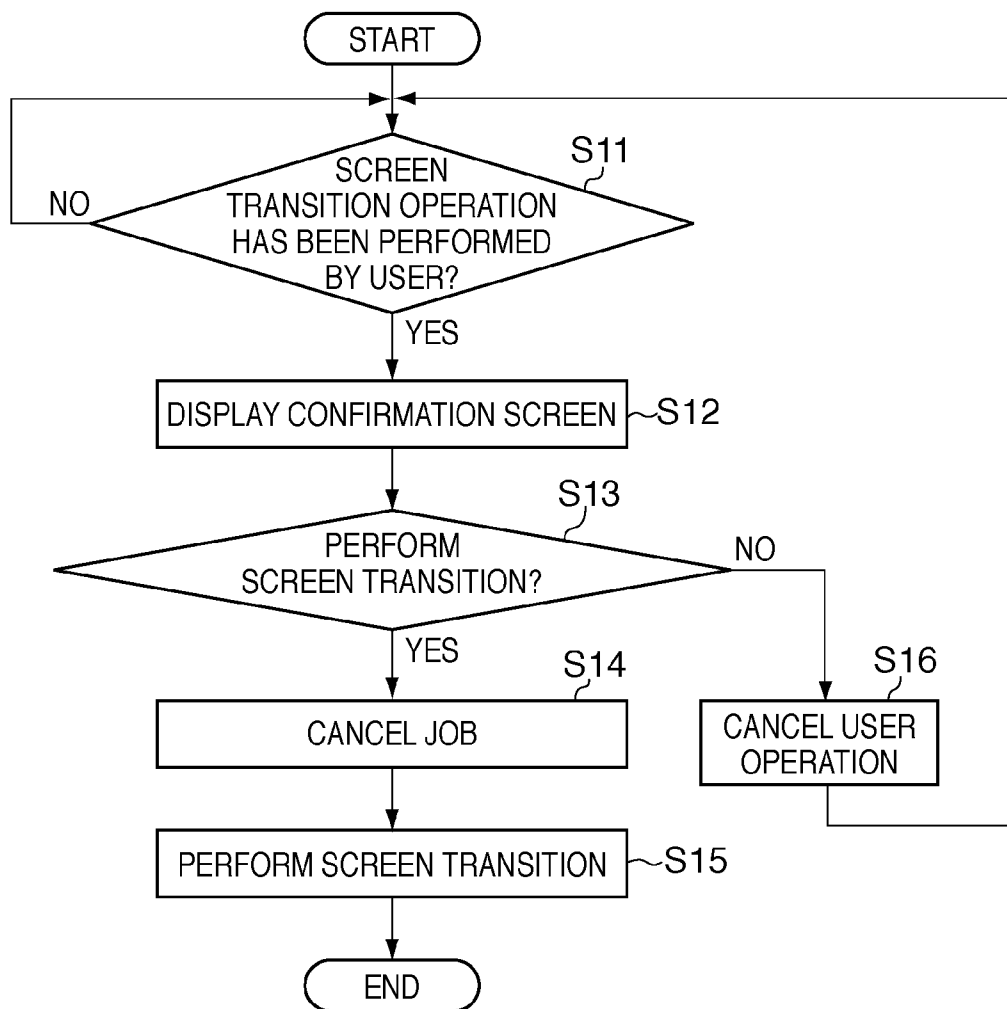 START
S11
SCREEN
TRANSITION OPERATION
HAS BEEN PERFORMED
BY USER?
NO
YES
DISPLAY CONFIRMATION SCREEN
S12
S13
PERFORM
SCREEN TRANSITION?
NO
YES
S14
CANCEL JOB
S16
CANCEL USER
OPERATION
PERFORM SCREEN TRANSITION
S15
END